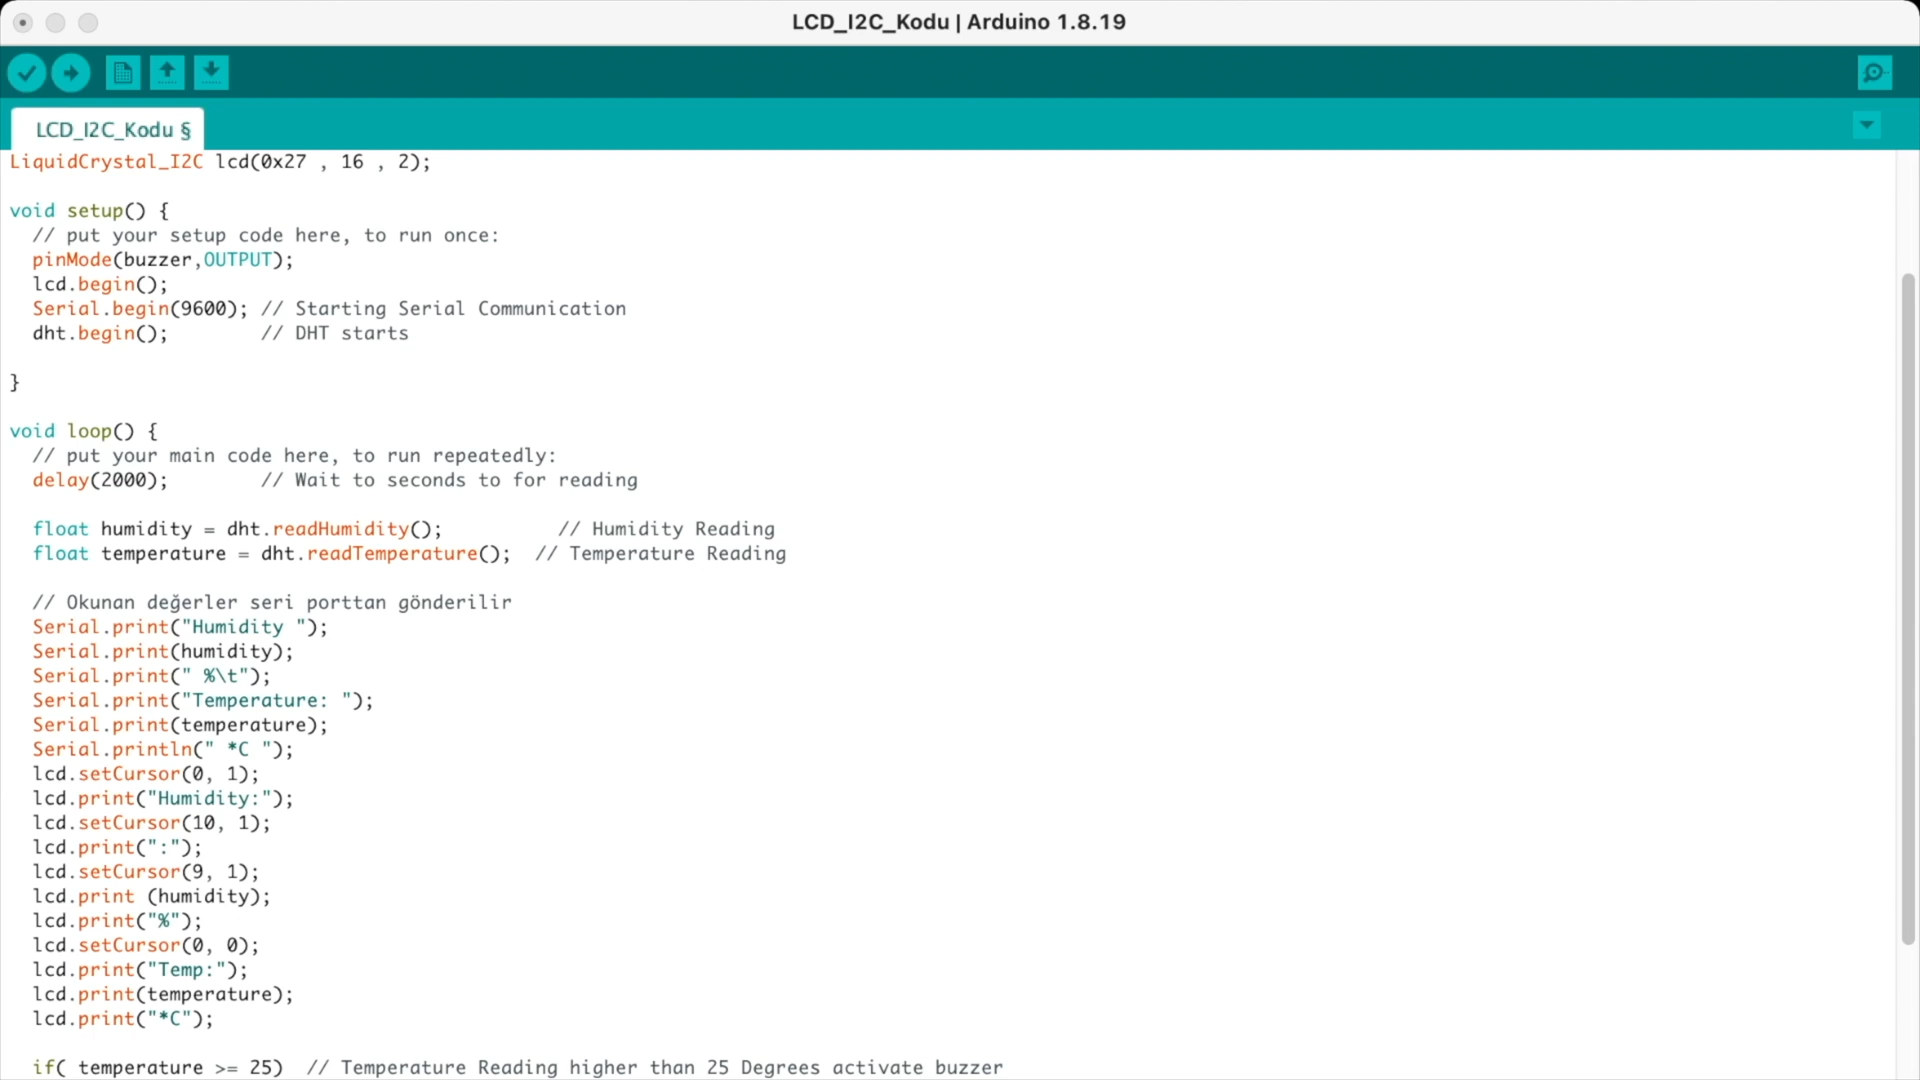 LCD_I2C_Kodu | Arduino 1.8.19
LCD_I2C_Kodu §
LiquidCrystal_I2C lcd(0x27 , 16 , 2);
void setup() {
// put your setup code here, to run once:
pinMode(buzzer,OUTPUT);
lcd.begin();
Serial.begin(9600); // Starting Serial Communication
dht.begin();        // DHT starts
}
void loop() {
// put your main code here, to run repeatedly:
delay(2000);        // Wait to seconds to for reading
float humidity = dht.readHumidity();          // Humidity Reading
float temperature = dht.readTemperature();  // Temperature Reading
// Okunan değerler seri porttan gönderilir
Serial.print("Humidity ");
Serial.print(humidity);
Serial.print(" %\t");
Serial.print("Temperature: ");
Serial.print(temperature);
Serial.println(" *C ");
lcd.setCursor(0, 1);
lcd.print("Humidity:");
lcd.setCursor(10, 1);
lcd.print(":");
lcd.setCursor(9, 1);
lcd.print (humidity);
lcd.print("%");
lcd.setCursor(0, 0);
lcd.print("Temp:");
lcd.print(temperature);
lcd.print("*C");
if( temperature >= 25)  // Temperature Reading higher than 25 Degrees activate buzzer